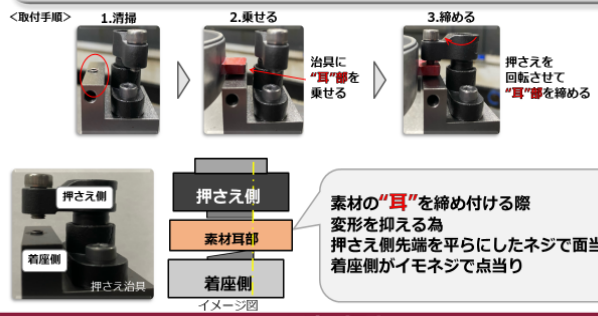 <取付手順>
1.清掃
2.乗せる
3.締める
治具に
“耳”部を
乗せる
押さえを
回転させて
“耳”部を締める
押さえ側
着座側
押さえ治具
押さえ側
素材耳部
着座側
イメージ図
素材の“耳”を締め付ける際
変形を抑える為
押さえ側先端を平らにしたネジで面当
着座側がイモネジで点当り